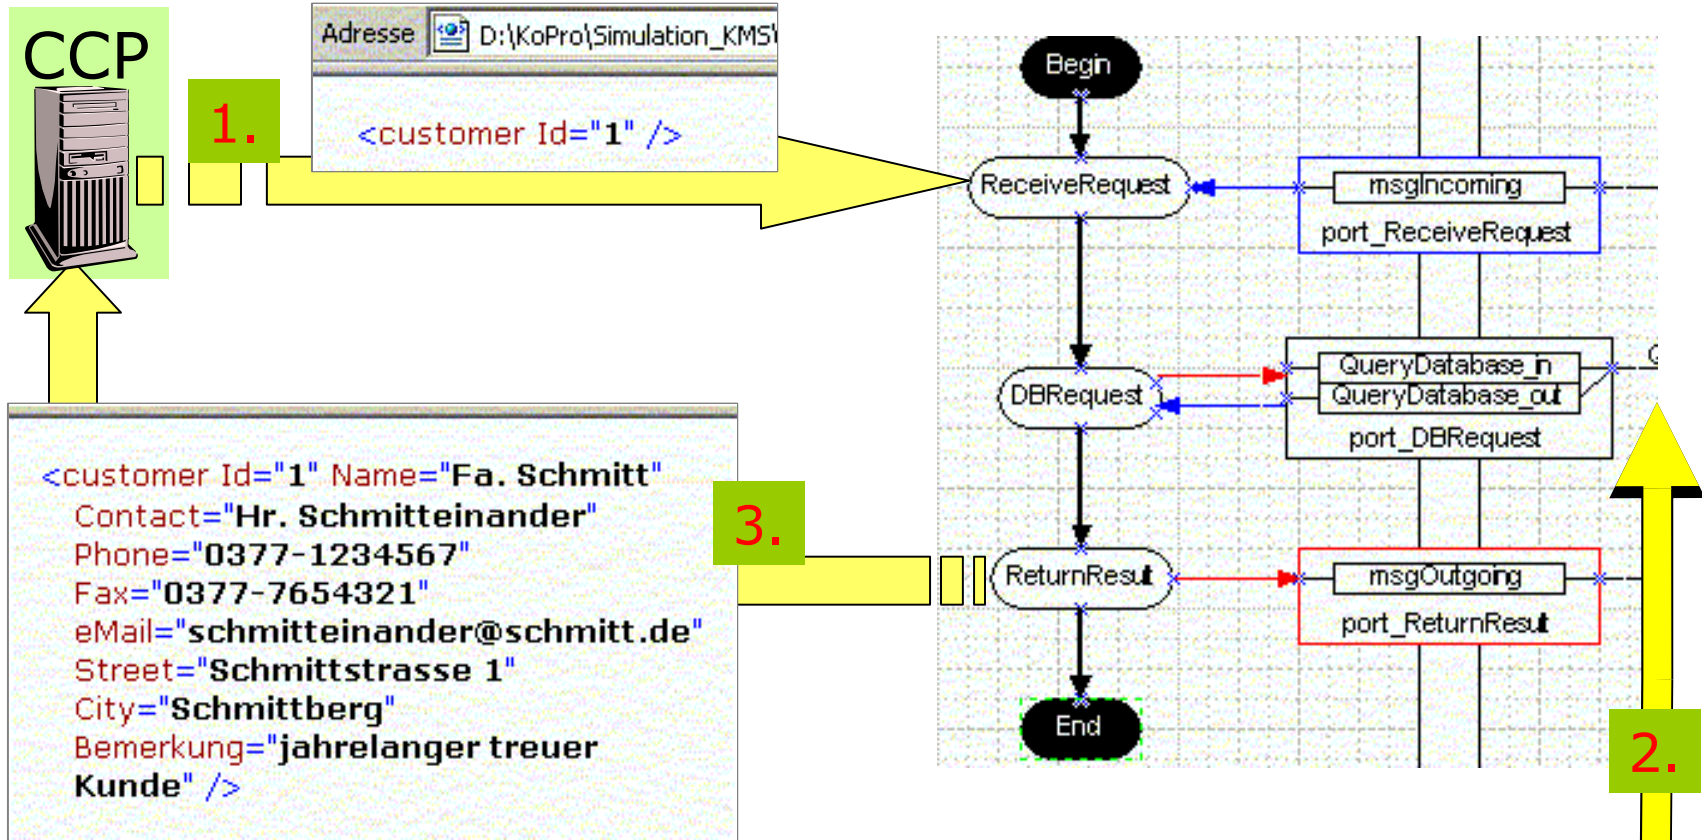 CCP
1.
Adresse D:\KoPro\Simulation_KMS\
<customer Id="1" />
Begin
ReceiveRequest
msgIncoming
port_ReceiveRequest
DBRequest
QueryDatabase_in
QueryDatabase_out
port_DBRequest
<customer Id="1" Name="Fa. Schmitt"
Contact="Hr. Schmitteinander"
Phone="0377-1234567"
Fax="0377-7654321"
eMail="schmitteinander@schmitt.de"
Street="Schmittstrasse 1"
City="Schmittberg"
Bemerkung="jahrelanger treuer
Kunde" />
3.
ReturnResult
msgOutgoing
port_ReturnResult
End
2.